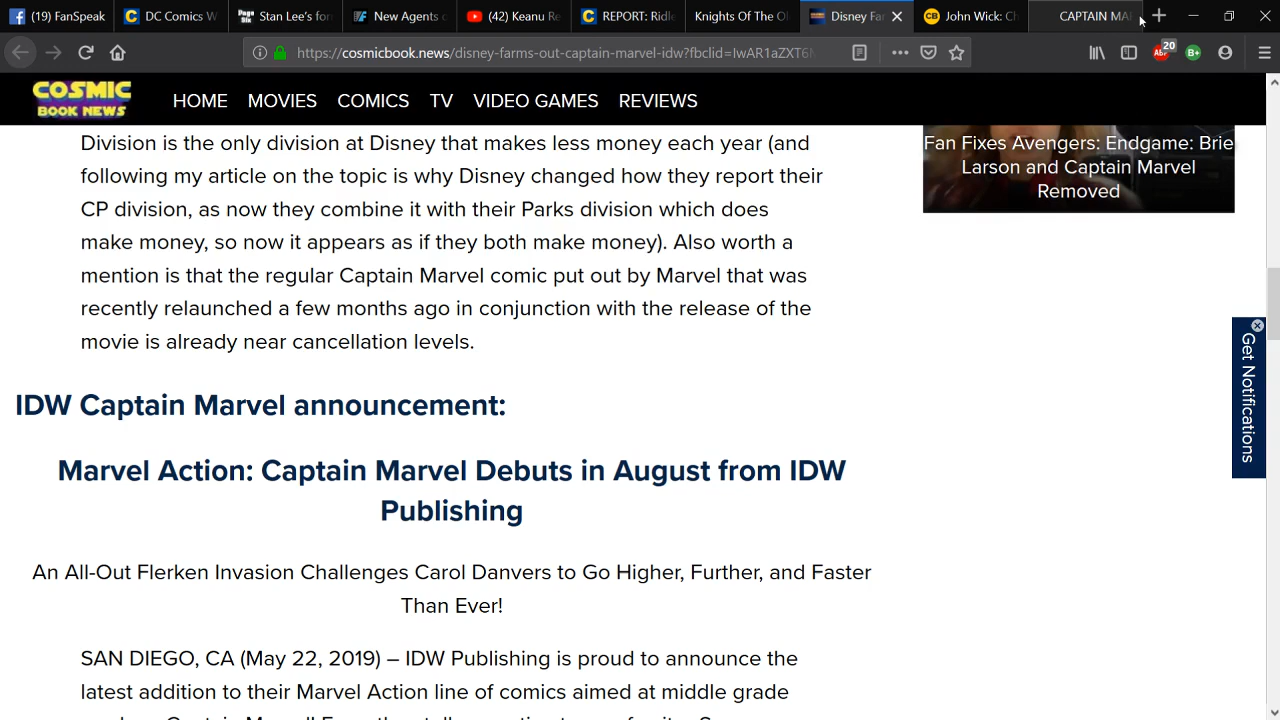 (19) FanSpeak
DC Comics W
Page Six
Stan Lee's for
New Agents o
(42) Keanu Re
REPORT: Ridle
Knights Of The Ol
Disney Far
John Wick: Ch
CAPTAIN MA
https://cosmicbook.news/disney-farms-out-captain-marvel-idw?fbclid=IwAR1aZXT6
ABP
20
B+
COSMIC
BOOK NEWS
HOME
MOVIES
COMICS
TV
VIDEO GAMES
REVIEWS
Division is the only division at Disney that makes less money each year (and
following my article on the topic is why Disney changed how they report their
CP division, as now they combine it with their Parks division which does
make money, so now it appears as if they both make money). Also worth a
mention is that the regular Captain Marvel comic put out by Marvel that was
recently relaunched a few months ago in conjunction with the release of the
movie is already near cancellation levels.
IDW Captain Marvel announcement:
Marvel Action: Captain Marvel Debuts in August from IDW
Publishing
An All-Out Flerken Invasion Challenges Carol Danvers to Go Higher, Further, and Faster
Than Ever!
SAN DIEGO, CA (May 22, 2019) – IDW Publishing is proud to announce the
latest addition to their Marvel Action line of comics aimed at middle grade
Fan Fixes Avengers: Endgame: Brie
Larson and Captain Marvel
Removed
Get Notifications